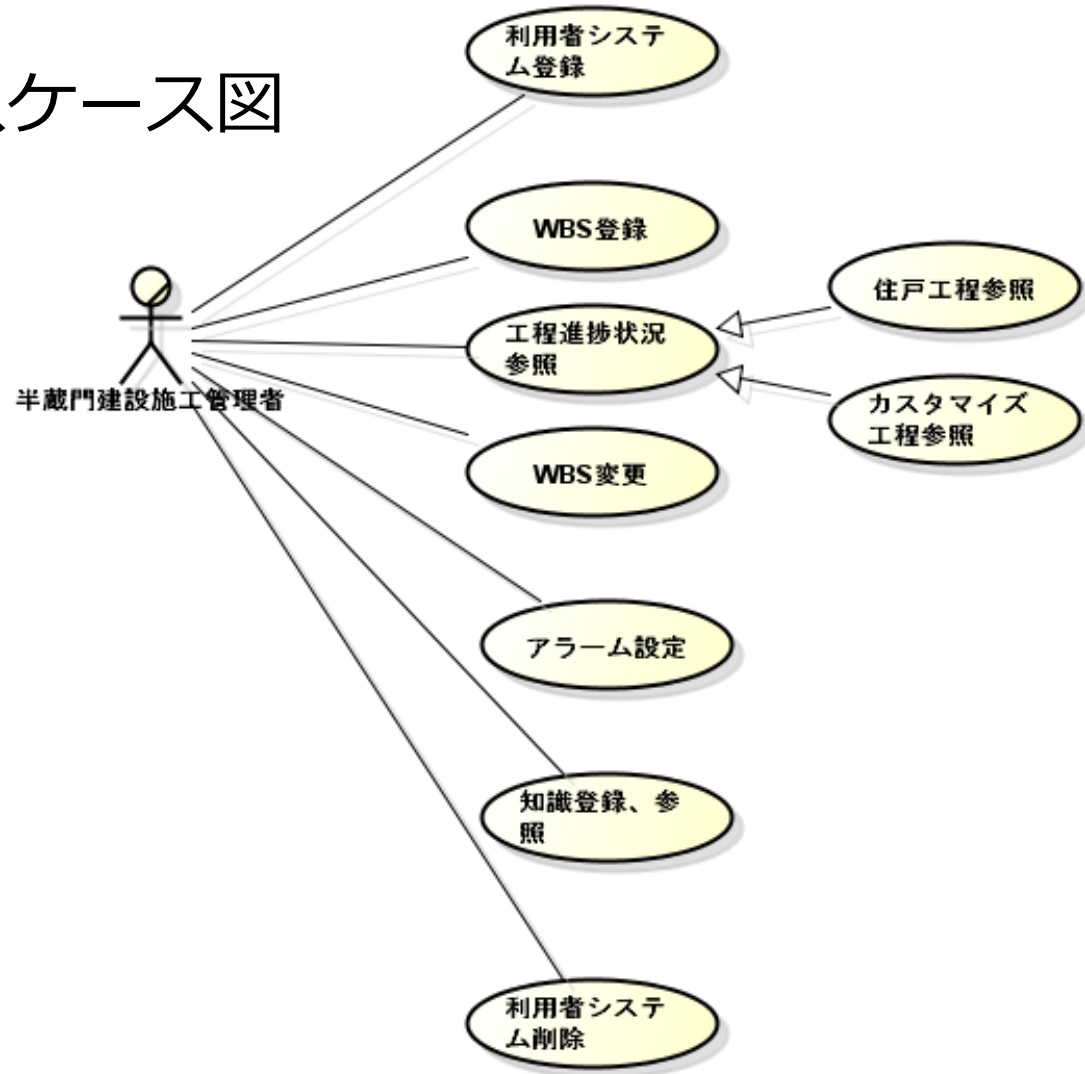 スケース図
利用者システ
ム登録
WBS登録
住戸工程参照
工程進捗状況
参照
半蔵門建設施工管理者
カスタマイズ
工程参照
WBS変更
アラーム設定
知識登録、参
照
利用者システ
ム削除